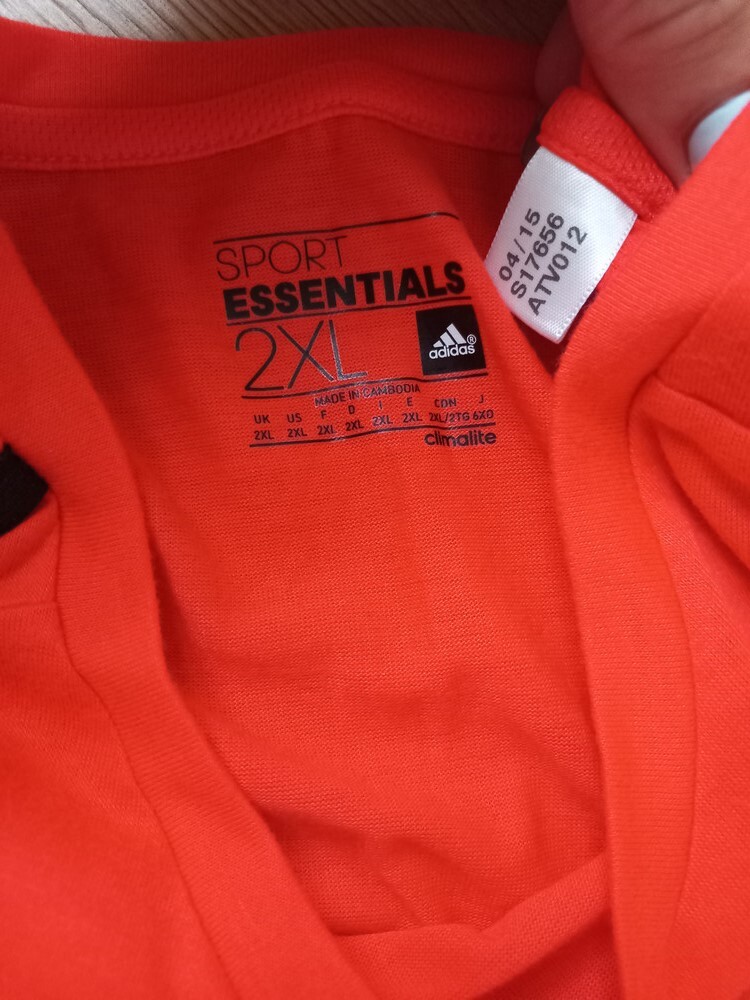 SPORT
ESSENTIALS
2XL
adidas®
MADE IN CAMBODIA
UK US F D I E CDN J
2XL 2XL 2XL 2XL 2XL 2XL 2XL/2TG 6XO
climalite
04/15
S17656
ATV012